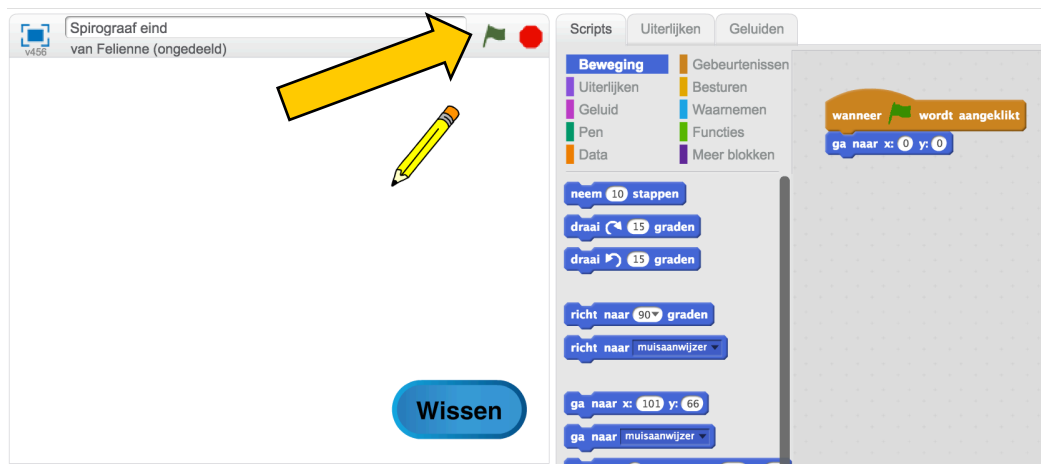 Spirograaf eind
v456
van Felienne (ongedeeld)
Wissen
Scripts Uiterlijken Geluiden
Beweging Gebeurtenissen
Uiterlijken Besturen
Geluid Waarnemen
Pen Functies
Data Meer blokken
neem 10 stappen
draai 15 graden
draai 15 graden
richt naar 90 graden
richt naar muisaanwijzer
ga naar x: 101 y: 66
ga naar muisaanwijzer
wanneer wordt aangeklikt
ga naar x: 0 y: 0